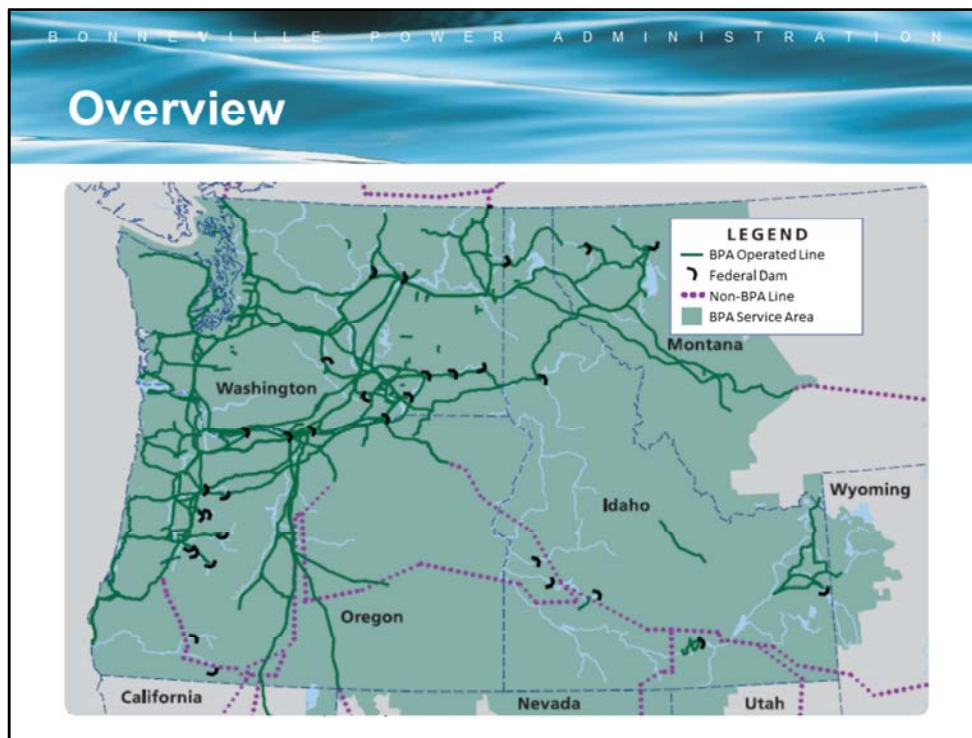 BONNEVILLE POWER ADMINISTRATION
Overview
LEGEND
BPA Operated Line
Federal Dam
Non-BPA Line
BPA Service Area
Montana
Washington
Wyoming
Idaho
Oregon
California
Nevada
Utah